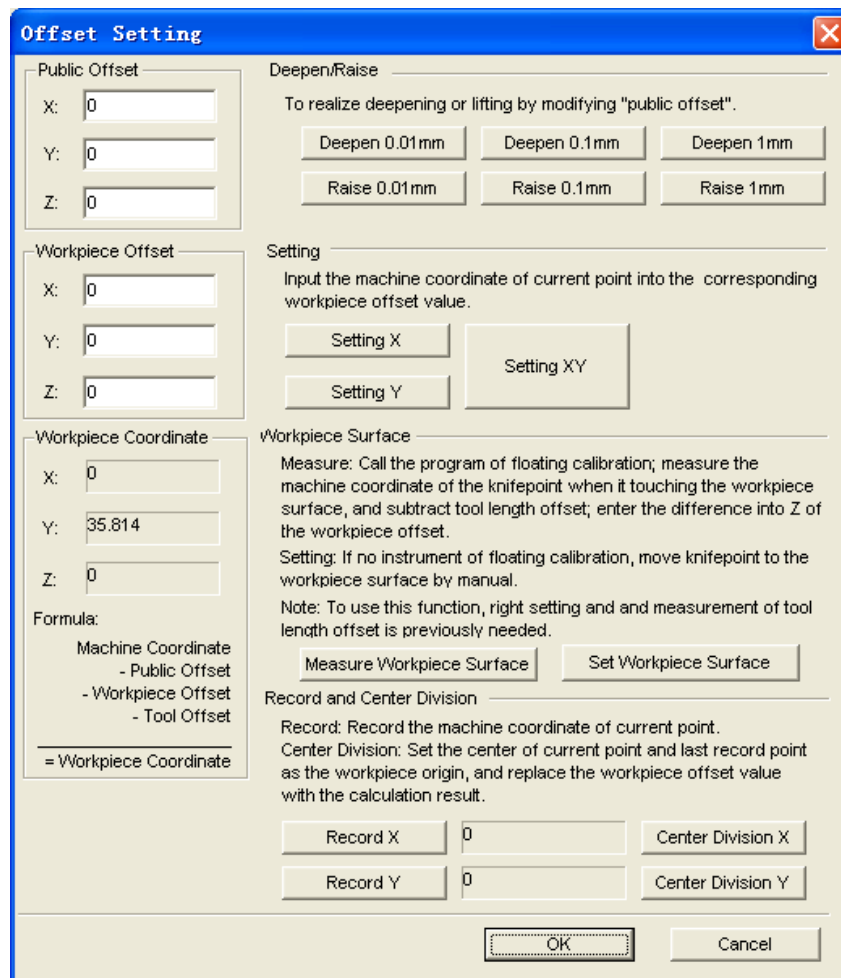 Offset Setting
Public Offset
X: 0
Y: 0
Z: 0
Deepen/Raise
To realize deepening or lifting by modifying "public offset".
Deepen 0.01mm Deepen 0.1mm Deepen 1mm
Raise 0.01mm Raise 0.1mm Raise 1mm
Workpiece Offset
X: 0
Y: 0
Z: 0
Setting
Input the machine coordinate of current point into the corresponding
workpiece offset value.
Setting X
Setting Y
Setting XY
Workpiece Coordinate
X: 0
Y: 35.814
Z: 0
Formula:
Machine Coordinate
- Public Offset
- Workpiece Offset
- Tool Offset
= Workpiece Coordinate
Workpiece Surface
Measure: Call the program of floating calibration; measure the
machine coordinate of the knifepoint when it touching the workpiece
surface, and subtract tool length offset; enter the difference into Z of
the workpiece offset.
Setting: If no instrument of floating calibration, move knifepoint to the
workpiece surface by manual.
Note: To use this function, right setting and and measurement of tool
length offset is previously needed.
Measure Workpiece Surface Set Workpiece Surface
Record and Center Division
Record: Record the machine coordinate of current point.
Center Division: Set the center of current point and last record point
as the workpiece origin, and replace the workpiece offset value
with the calculation result.
Record X 0 Center Division X
Record Y 0 Center Division Y
OK Cancel